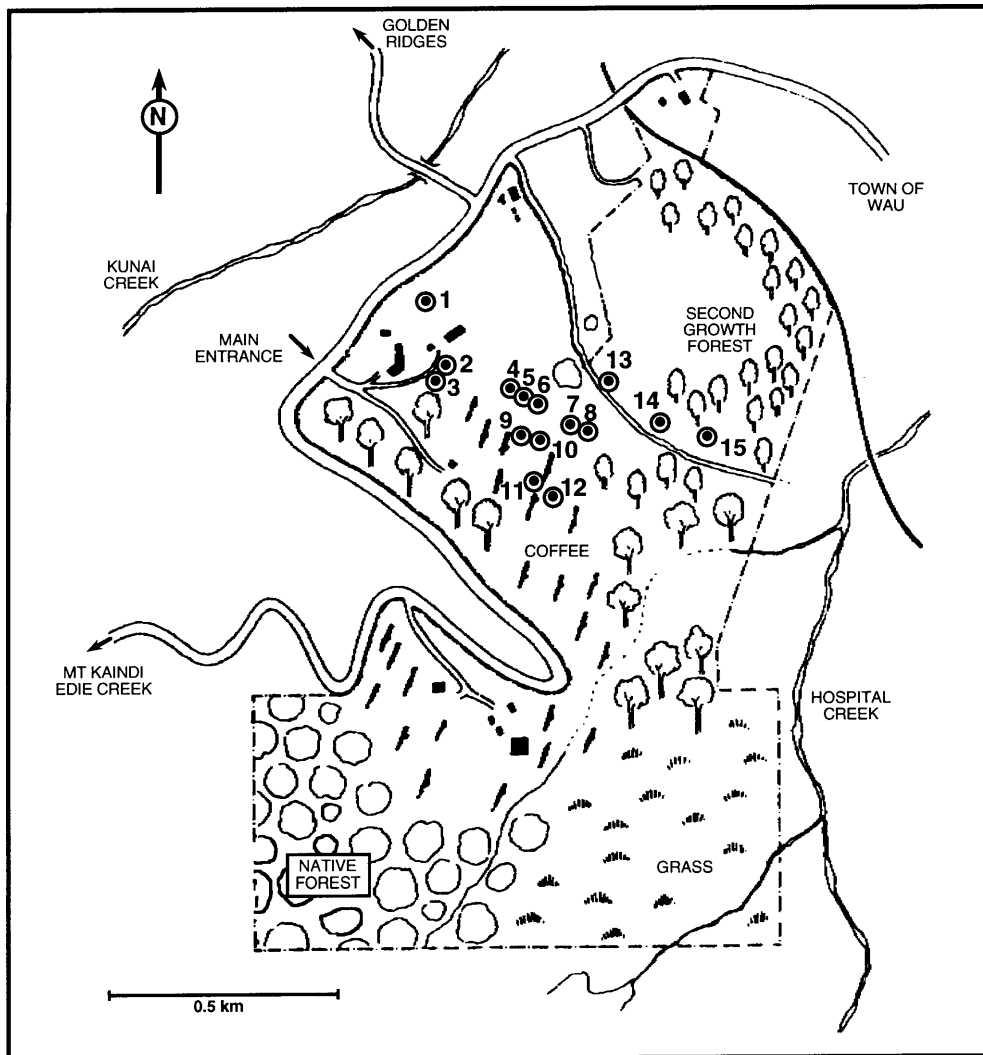 GOLDEN
RIDGES
N
TOWN OF
WAU
KUNAI
CREEK
1
MAIN
ENTRANCE
SECOND
GROWTH
FOREST
2
3
4
5
6
13
7
8
14
9
10
15
11
12
COFFEE
MT KAINDI
EDIE CREEK
HOSPITAL
CREEK
NATIVE
FOREST
GRASS
0.5 km